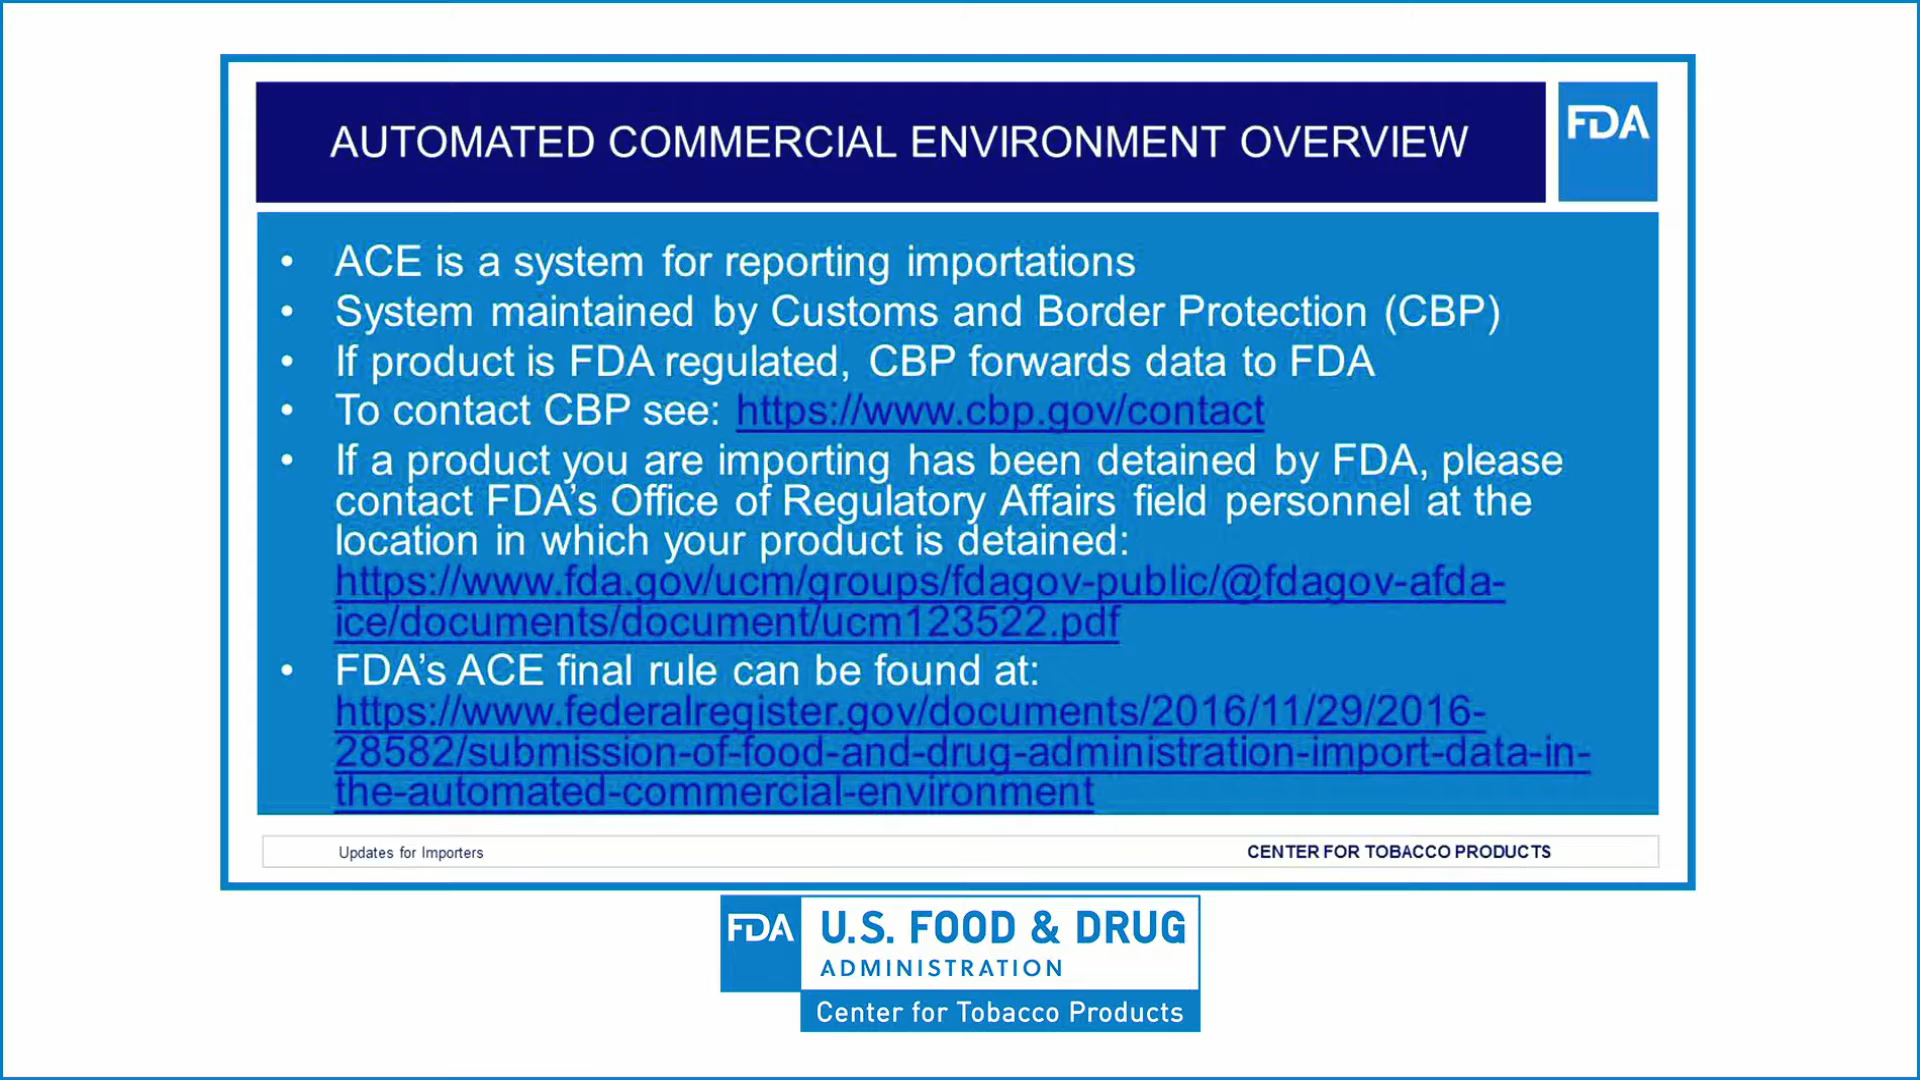 AUTOMATED COMMERCIAL ENVIRONMENT OVERVIEW
FDA
• ACE is a system for reporting importations
• System maintained by Customs and Border Protection (CBP)
• If product is FDA regulated, CBP forwards data to FDA
• To contact CBP see: https://www.cbp.gov/contact
• If a product you are importing has been detained by FDA, please
contact FDA’s Office of Regulatory Affairs field personnel at the
location in which your product is detained:
https://www.fda.gov/ucm/groups/fdagov-public/@fdagov-afda-
ice/documents/document/ucm123522.pdf
• FDA’s ACE final rule can be found at:
https://www.federalregister.gov/documents/2016/11/29/2016-
28582/submission-of-food-and-drug-administration-import-data-in-
the-automated-commercial-environment
Updates for Importers
CENTER FOR TOBACCO PRODUCTS
FDA
U.S. FOOD & DRUG
ADMINISTRATION
Center for Tobacco Products